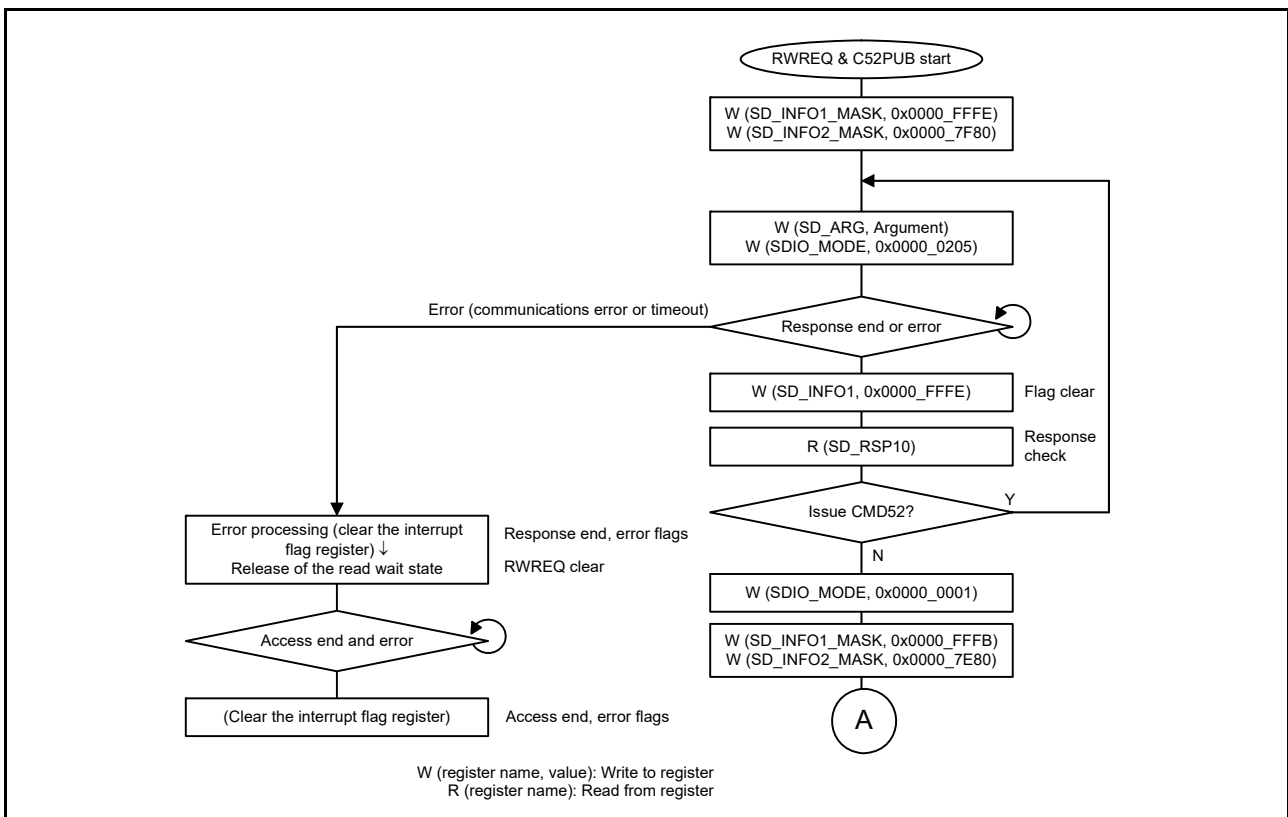 RWREQ & C52PUB start
W (SD_INFO1_MASK, 0x0000_FFFE)
W (SD_INFO2_MASK, 0x0000_7F80)
W (SD_ARG, Argument)
W (SDIO_MODE, 0x0000_0205)
Error (communications error or timeout)
Response end or error
W (SD_INFO1, 0x0000_FFFE)
Flag clear
R (SD_RSP10)
Response
check
Issue CMD52?
Y
N
Error processing (clear the interrupt
flag register) ↓
Release of the read wait state
Response end, error flags
RWREQ clear
W (SDIO_MODE, 0x0000_0001)
Access end and error
W (SD_INFO1_MASK, 0x0000_FFFB)
W (SD_INFO2_MASK, 0x0000_7E80)
(Clear the interrupt flag register)
Access end, error flags
A
W (register name, value): Write to register
R (register name): Read from register